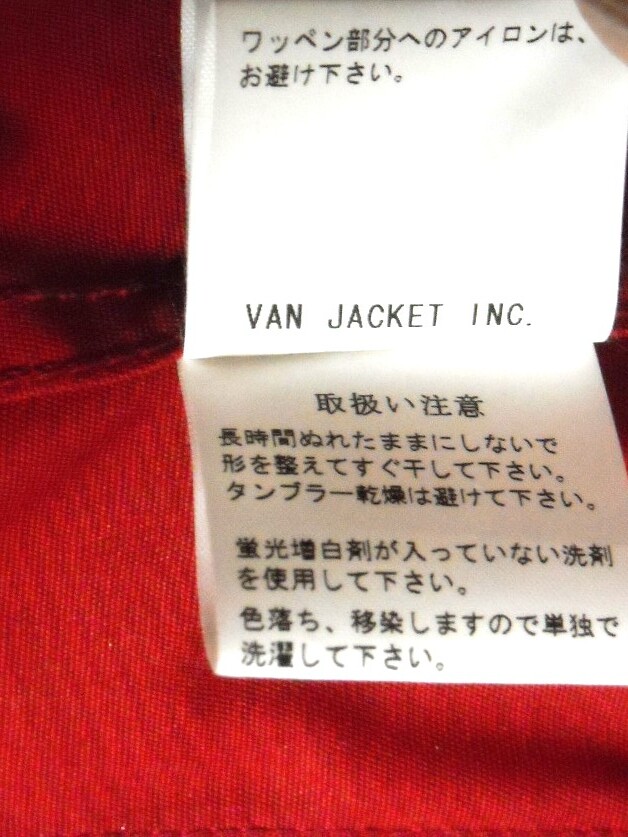 ワッペン部分へのアイロンは、
お避け下さい。
VAN JACKET INC.
取扱い注意
長時間ぬれたままにしないで
形を整えてすぐ干して下さい。
タンブラー乾燥は避けて下さい。
蛍光増白剤が入っていない洗剤
を使用して下さい。
色落ち、移染しますので単独で
洗濯して下さい。